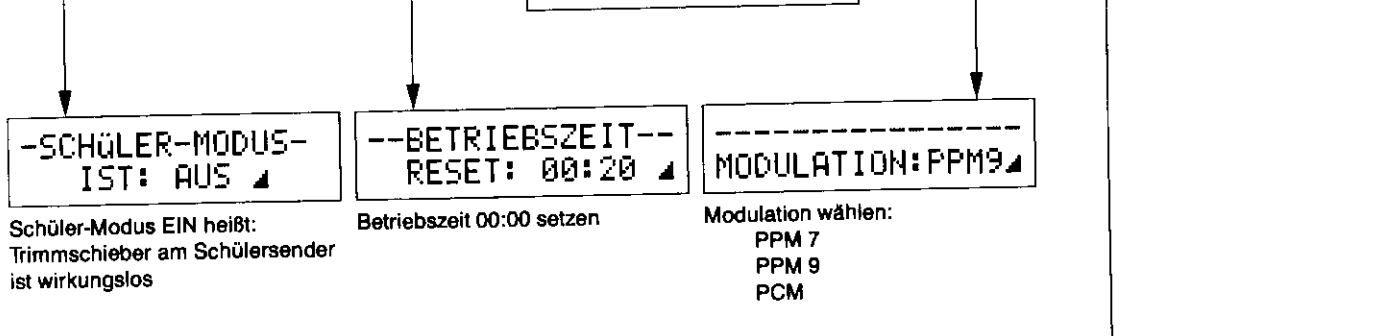 -SCHüLER-MODUS-
IST: AUS
--BETRIEBSZEIT--
RESET: 00:20
----------------
MODULATION:PPM9
Schüler-Modus EIN heißt:
Trimmschieber am Schülersender
ist wirkungslos
Betriebszeit 00:00 setzen
Modulation wählen:
PPM 7
PPM 9
PCM